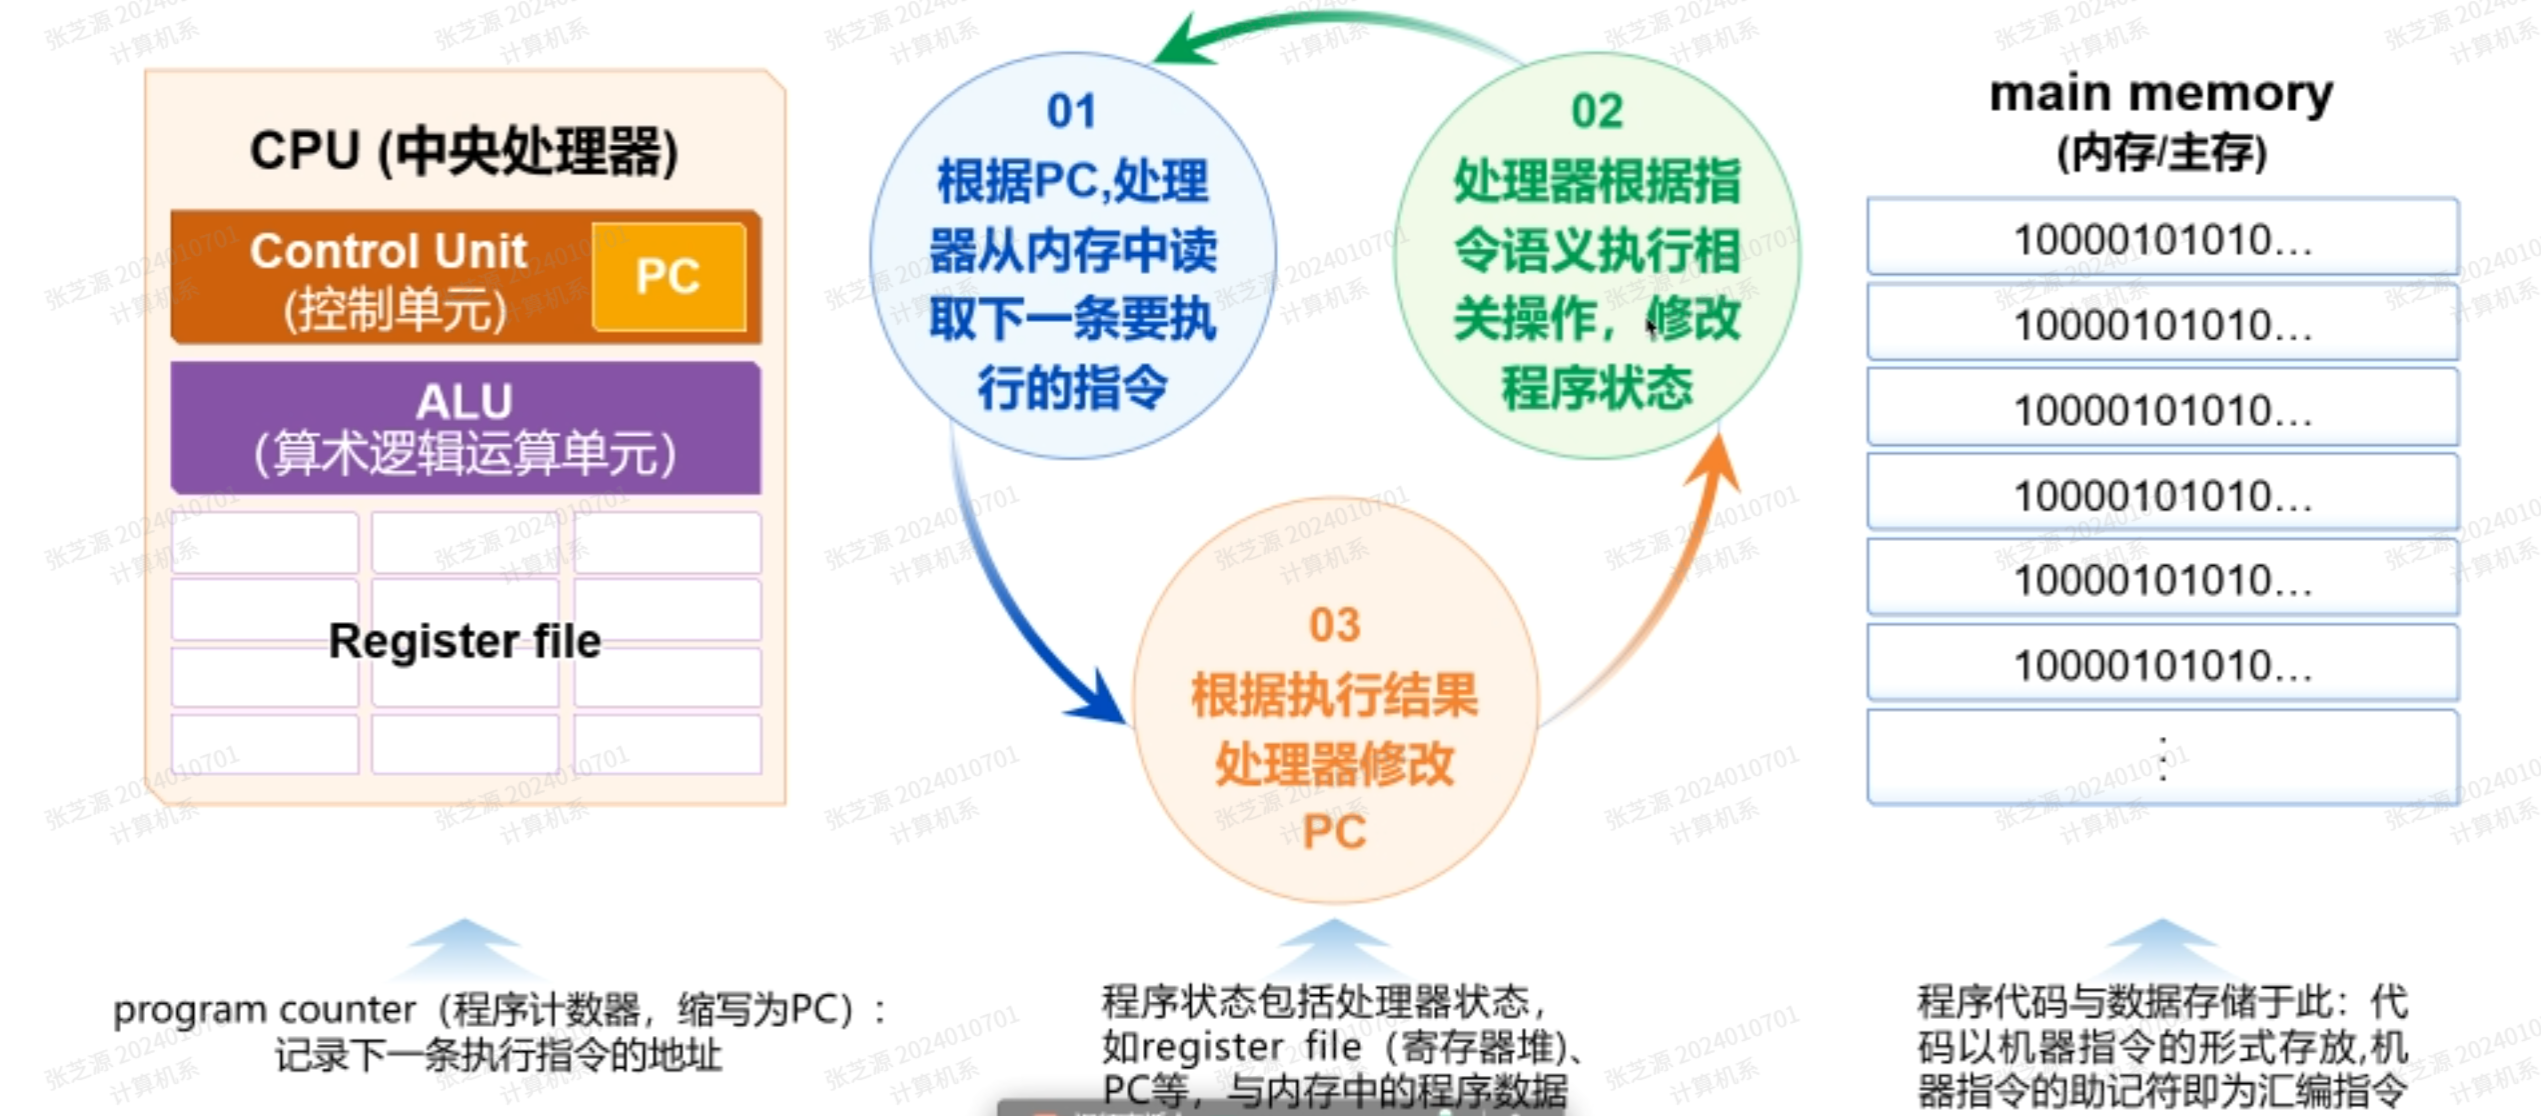 CPU (中央处理器)
Control Unit
(控制单元)
PC
ALU
（算术逻辑运算单元）
Register file
program counter（程序计数器，缩写为PC）:
记录下一条执行指令的地址
01
根据PC,处理
器从内存中读
取下一条要执
行的指令
02
处理器根据指
令语义执行相
关操作，修改
程序状态
03
根据执行结果
处理器修改
PC
程序状态包括处理器状态，
如register file（寄存器堆)、
PC等，与内存中的程序数据
main memory
(内存/主存)
10000101010...
10000101010...
10000101010...
10000101010...
10000101010...
10000101010...
:
程序代码与数据存储于此：代
码以机器指令的形式存放,机
器指令的助记符即为汇编指令
张芝源 2024010701
计算机系